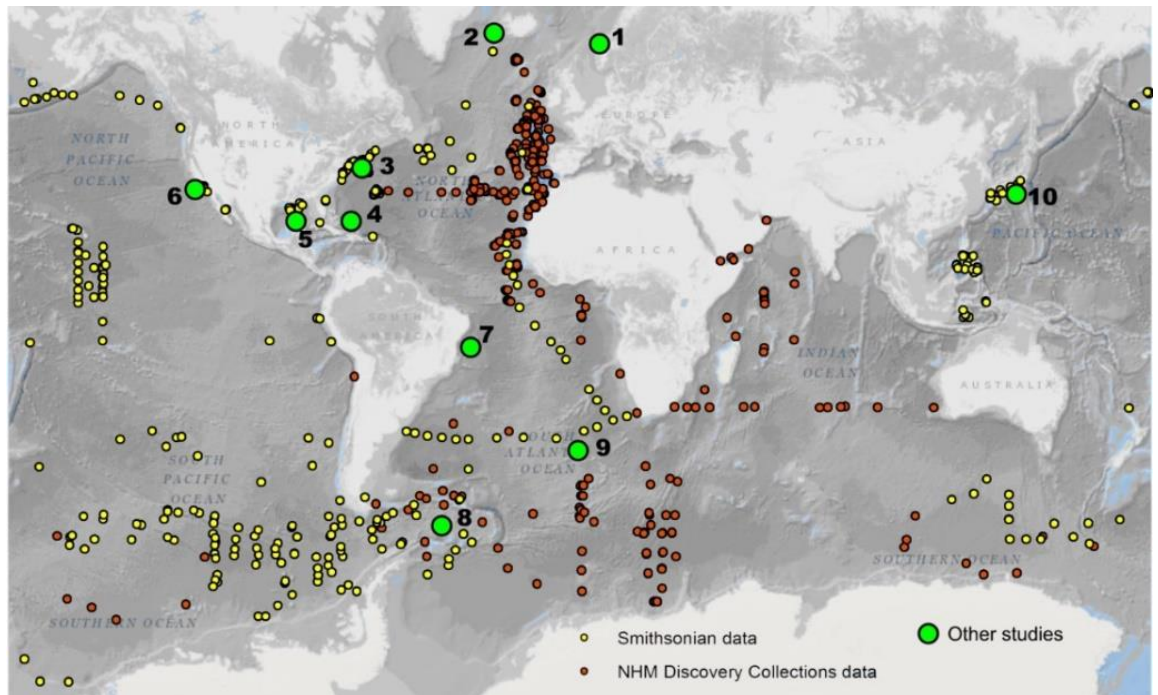 2
1
NORTH
PACIFIC
OCEAN
NORTH
AMERICA
EUROPE
ASIA
3
NORTH
ATLANTIC
OCEAN
6
4
5
10
PACIFIC OCEAN
AFRICA
SOUTH
AMERICA
7
INDIAN
OCEAN
AUSTRALIA
SOUTH
ATLANTIC
OCEAN
9
SOUTH
PACIFIC
OCEAN
8
SOUTHERN OCEAN
SOUTHERN OCEAN
Smithsonian data
Other studies
NHM Discovery Collections data